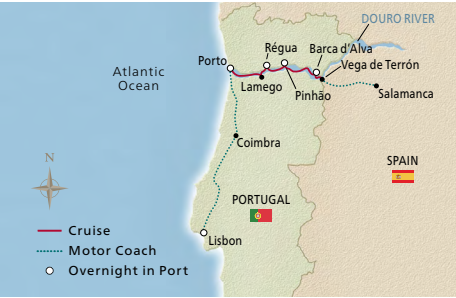 DOURO RIVER
Régua
Barca d'Alva
Porto
Vega de Terrón
Atlantic
Ocean
Lamego
Pinhão
Salamanca
Coimbra
N
SPAIN
PORTUGAL
Cruise
Motor Coach
Lisbon
Overnight in Port